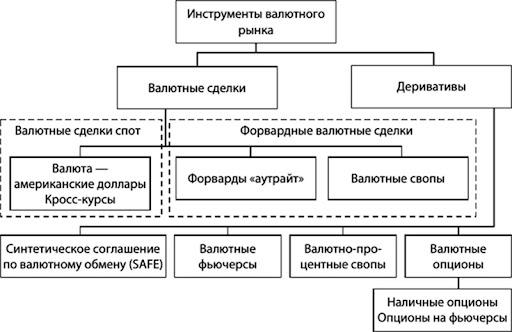 Инструменты валютного
рынка
Валютные сделки
Деривативы
Валютные сделки спот
Форвардные валютные сделки
Валюта —
американские доллары
Кросс-курсы
Форварды «аутрайт»
Валютные свопы
Синтетическое соглашение
по валютному обмену (SAFE)
Валютные
фьючерсы
Валютно-про-
центные свопы
Валютные
опционы
Наличные опционы
Опционы на фьючерсы